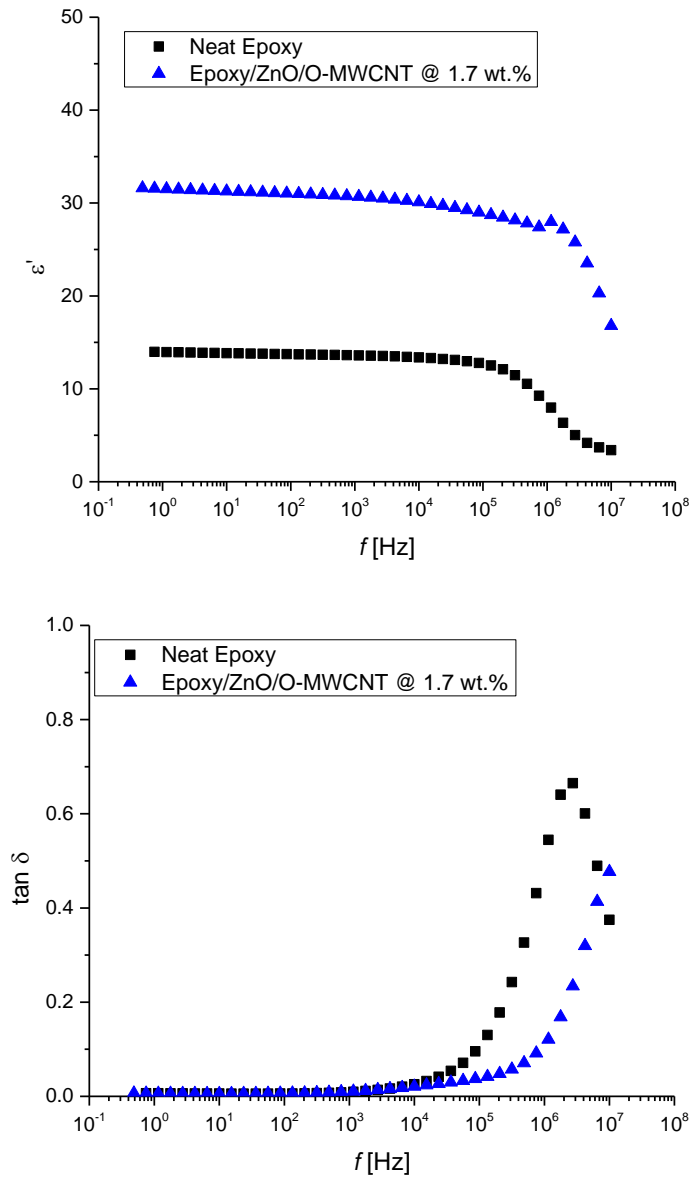 ε'
50
40
30
20
10
0
Neat Epoxy
Epoxy/ZnO/O-MWCNT @ 1.7 wt.%
10-1 100 101 102 103 104 105 106 107 108
f [Hz]
tan δ
1.0
0.8
0.6
0.4
0.2
0.0
Neat Epoxy
Epoxy/ZnO/O-MWCNT @ 1.7 wt.%
10-1 100 101 102 103 104 105 106 107 108
f [Hz]